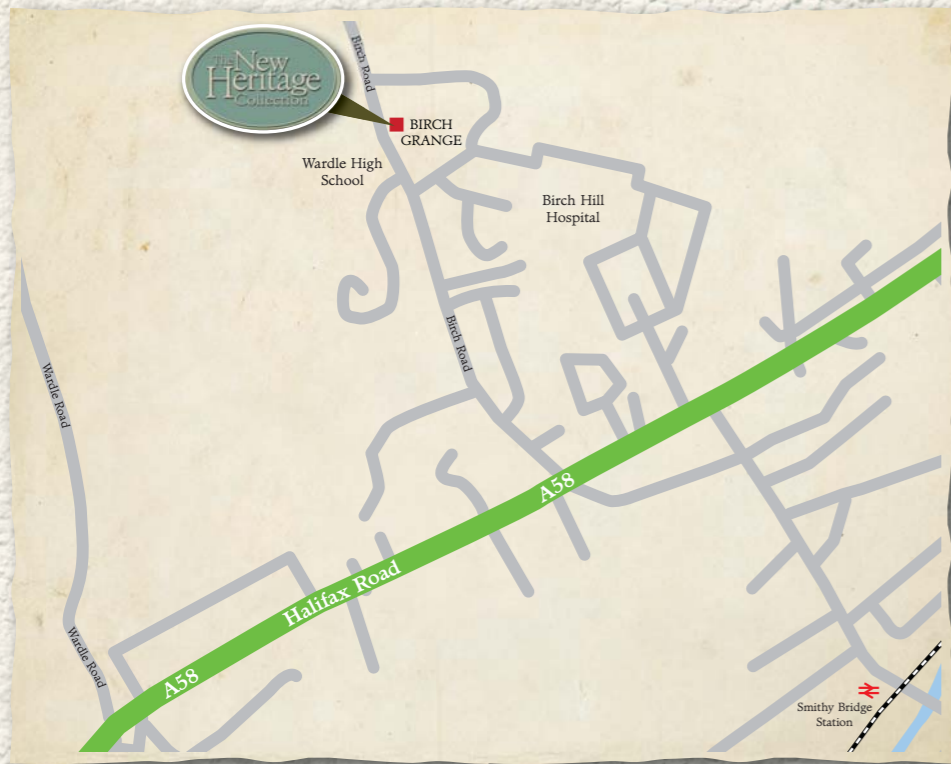 The New
Heritage
Collection
Birch Road
BIRCH
GRANGE
Wardle High
School
Birch Hill
Hospital
Birch Road
Wardle Road
A58
Halifax Road
Wardle Road
A58
Smithy Bridge
Station